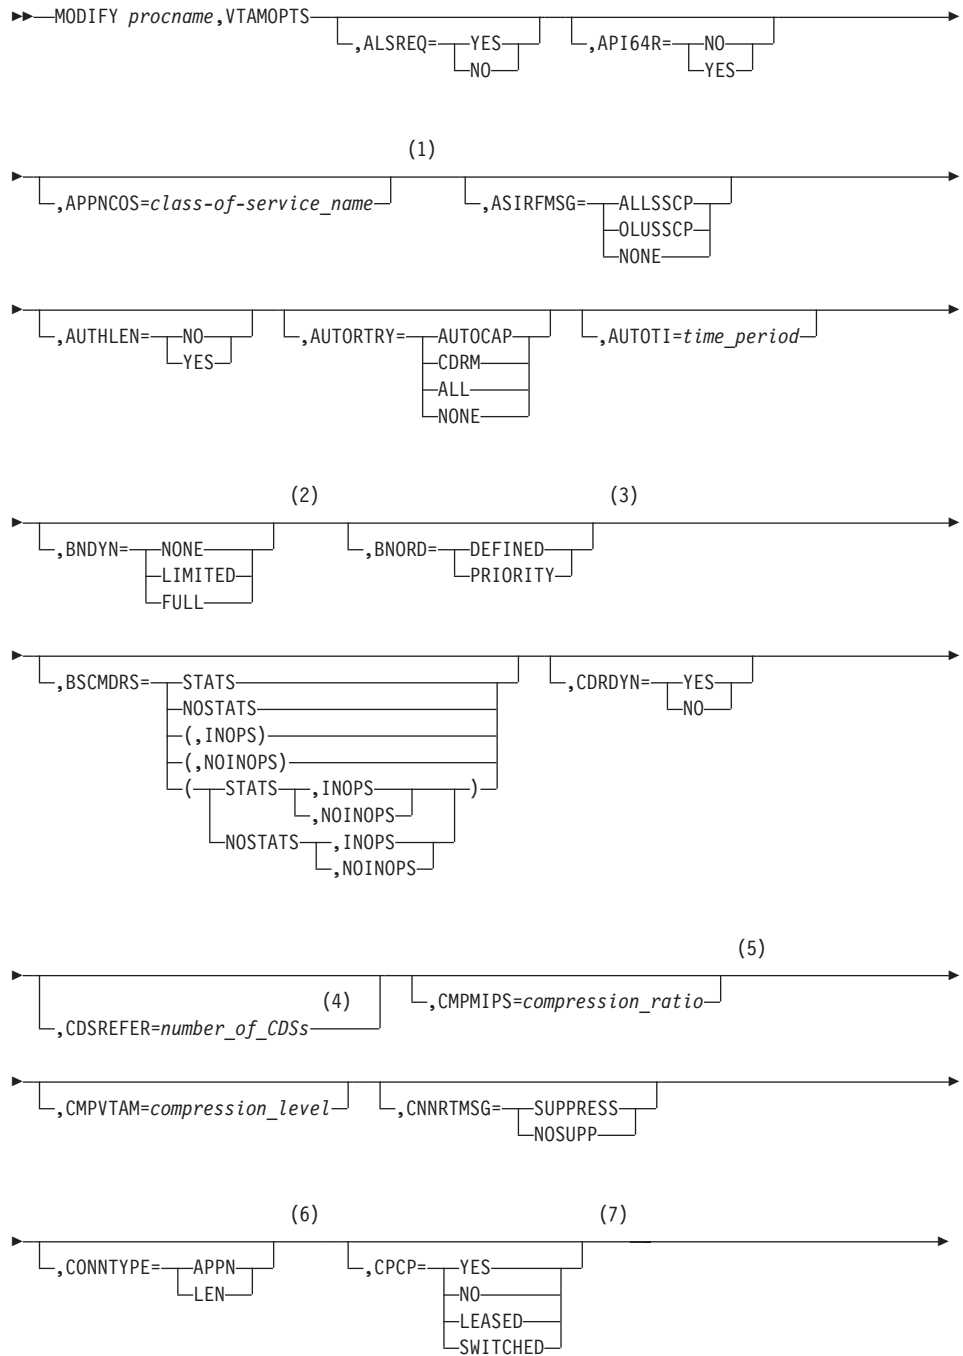 MODIFY procname,VTAMOPTS
,ALSREQ= YES
NO
,API64R= NO
YES
(1)
,APPNCOS=class-of-service_name
,ASIRFMSG= ALLSSCP
OLUSSCP
NONE
,AUTHLEN= NO
YES
,AUTORTRY= AUTOCAP
CDRM
ALL
NONE
,AUTOTI=time_period
(2)
,BNDYN= NONE
LIMITED
FULL
(3)
,BNORD= DEFINED
PRIORITY
,BSCMDRS= STATS
NOSTATS
(,INOPS)
(,NOINOPS)
( STATS ,INOPS )
,NOINOPS
NOSTATS ,INOPS
,NOINOPS
,CDRDYN= YES
NO
(4)
,CDSREFER=number_of_CDSs
(5)
,CMPMIPS=compression_ratio
,CMPVTAM=compression_level
,CNNRTMSG= SUPPRESS
NOSUPP
(6)
,CONNTYPE= APPN
LEN
(7)
,CPCP= YES
NO
LEASED
SWITCHED